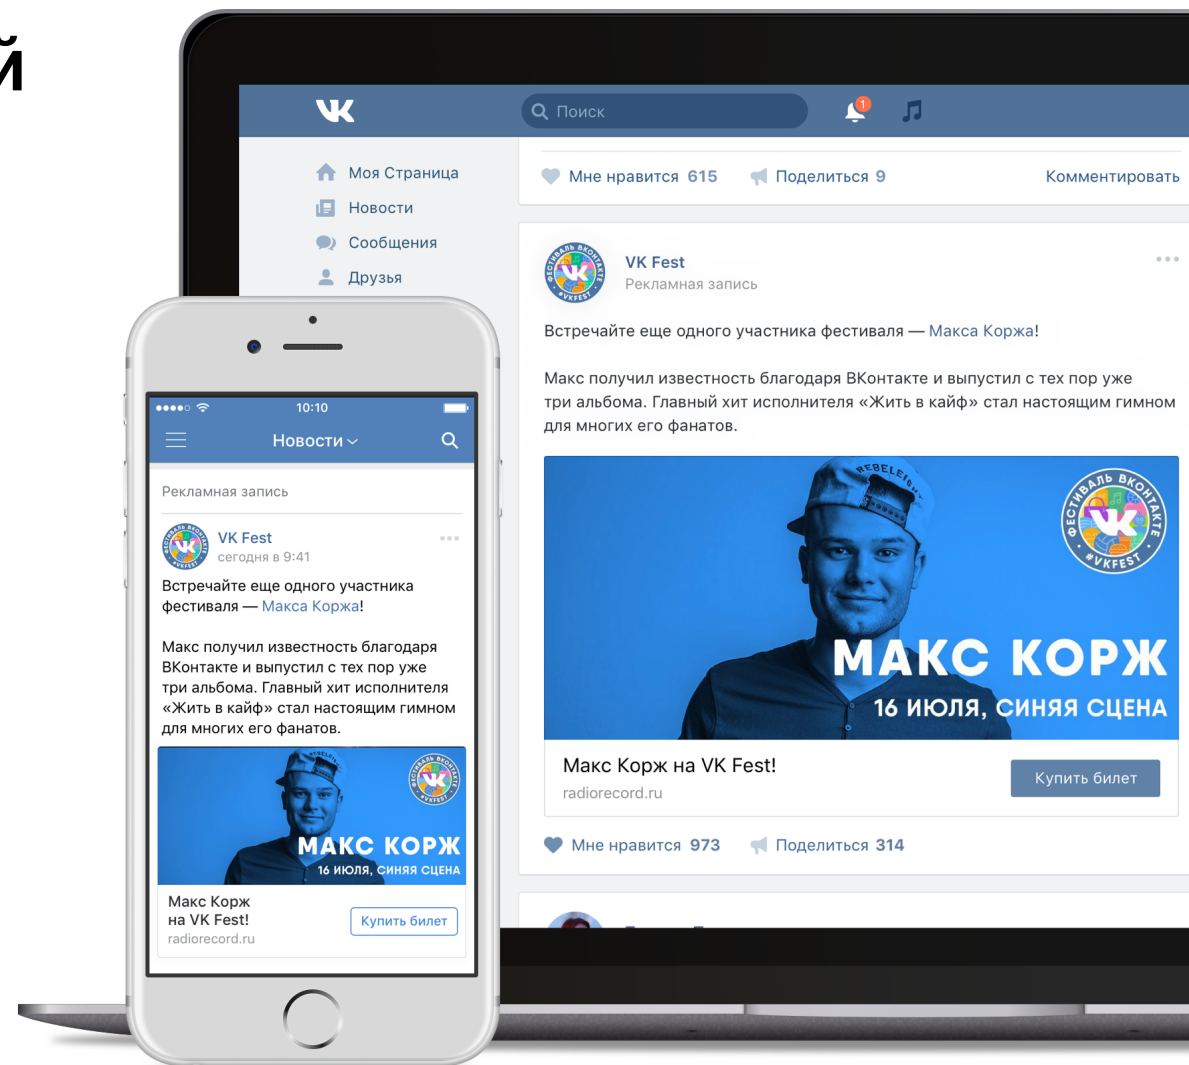 й
VK
Поиск
1
Моя Страница
Новости
Сообщения
Друзья
Мне нравится 615
Поделиться 9
Комментировать
VK Fest
Рекламная запись
Встречайте еще одного участника фестиваля — Макса Коржа!
Макс получил известность благодаря ВКонтакте и выпустил с тех пор уже
три альбома. Главный хит исполнителя «Жить в кайф» стал настоящим гимном
для многих его фанатов.
ФЕСТИВАЛЬ ВКОНТАКТЕ
#VKFEST
МАКС КОРЖ
16 ИЮЛЯ, СИНЯЯ СЦЕНА
Макс Корж на VK Fest!
radiorecord.ru
Купить билет
Мне нравится 973
Поделиться 314
10:10
Новости
Рекламная запись
VK Fest
сегодня в 9:41
Встречайте еще одного участника
фестиваля — Макса Коржа!
Макс получил известность благодаря
ВКонтакте и выпустил с тех пор уже
три альбома. Главный хит исполнителя
«Жить в кайф» стал настоящим гимном
для многих его фанатов.
ФЕСТИВАЛЬ ВКОНТАКТЕ
#VKFEST
МАКС КОРЖ
16 ИЮЛЯ, СИНЯЯ СЦЕНА
Макс Корж
на VK Fest!
radiorecord.ru
Купить билет